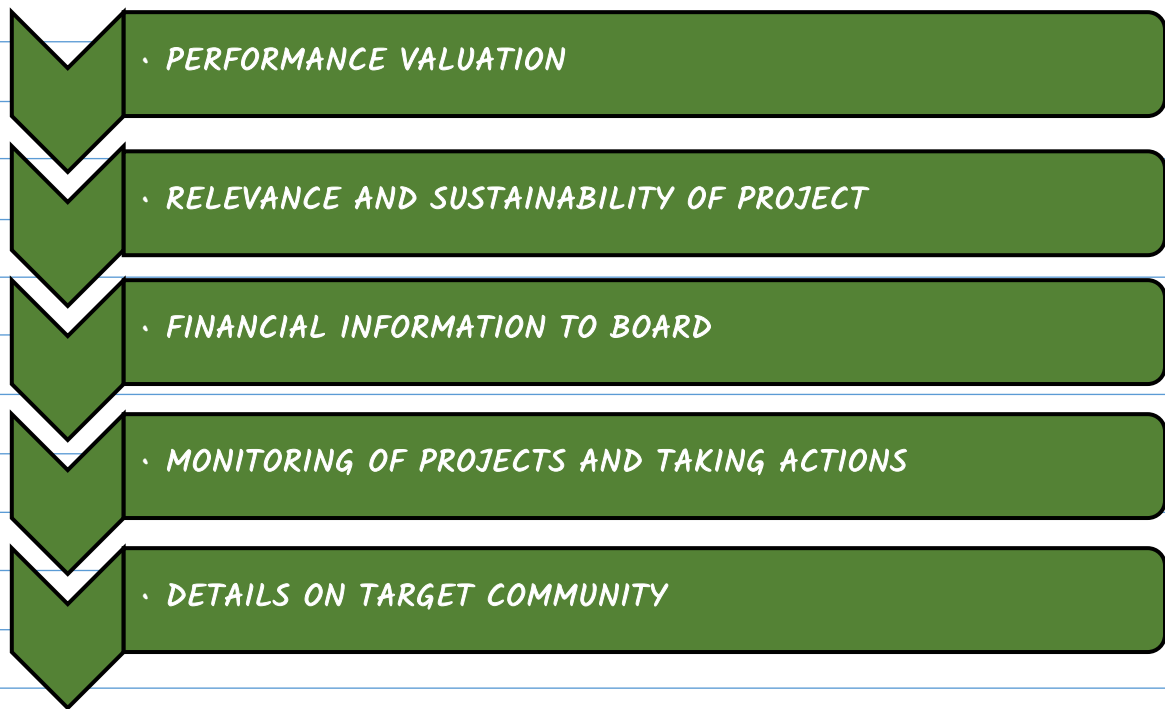 • PERFORMANCE VALUATION
• RELEVANCE AND SUSTAINABILITY OF PROJECT
• FINANCIAL INFORMATION TO BOARD
• MONITORING OF PROJECTS AND TAKING ACTIONS
• DETAILS ON TARGET COMMUNITY